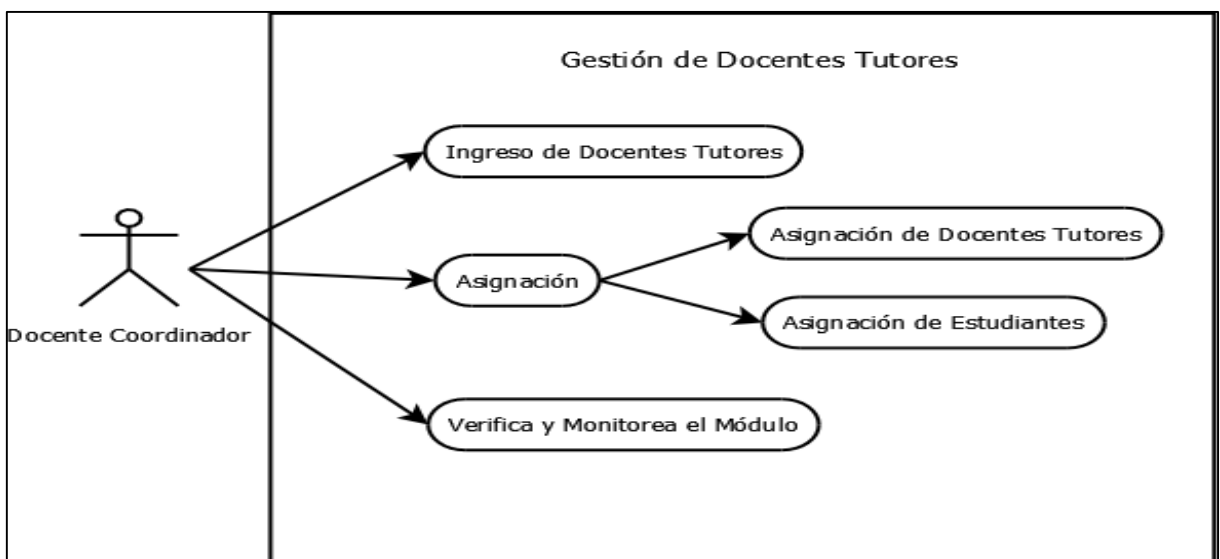 Gestión de Docentes Tutores
Ingreso de Docentes Tutores
Asignación de Docentes Tutores
Asignación
Asignación de Estudiantes
Docente Coordinador
Verifica y Monitorea el Módulo